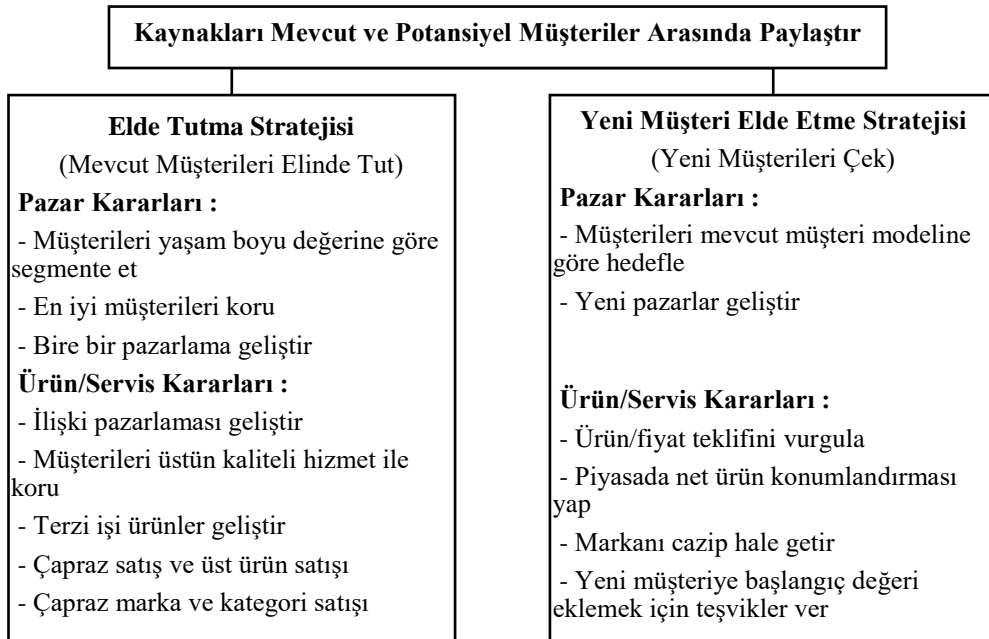 Kaynakları Mevcut ve Potansiyel Müşteriler Arasında Paylaştır
Elde Tutma Stratejisi
(Mevcut Müşterileri Elinde Tut)
Pazar Kararları :
- Müşterileri yaşam boyu değerine göre
segmente et
- En iyi müşterileri koru
- Bire bir pazarlama geliştir
Ürün/Servis Kararları :
- İlişki pazarlaması geliştir
- Müşterileri üstün kaliteli hizmet ile
koru
- Terzi işi ürünler geliştir
- Çapraz satış ve üst ürün satışı
- Çapraz marka ve kategori satışı
Yeni Müşteri Elde Etme Stratejisi
(Yeni Müşterileri Çek)
Pazar Kararları :
- Müşterileri mevcut müşteri modeline
göre hedefle
- Yeni pazarlar geliştir
Ürün/Servis Kararları :
- Ürün/fiyat teklifini vurgula
- Piyasada net ürün konumlandırması
yap
- Markanı cazip hale getir
- Yeni müşteriye başlangıç değeri
eklemek için teşvikler ver